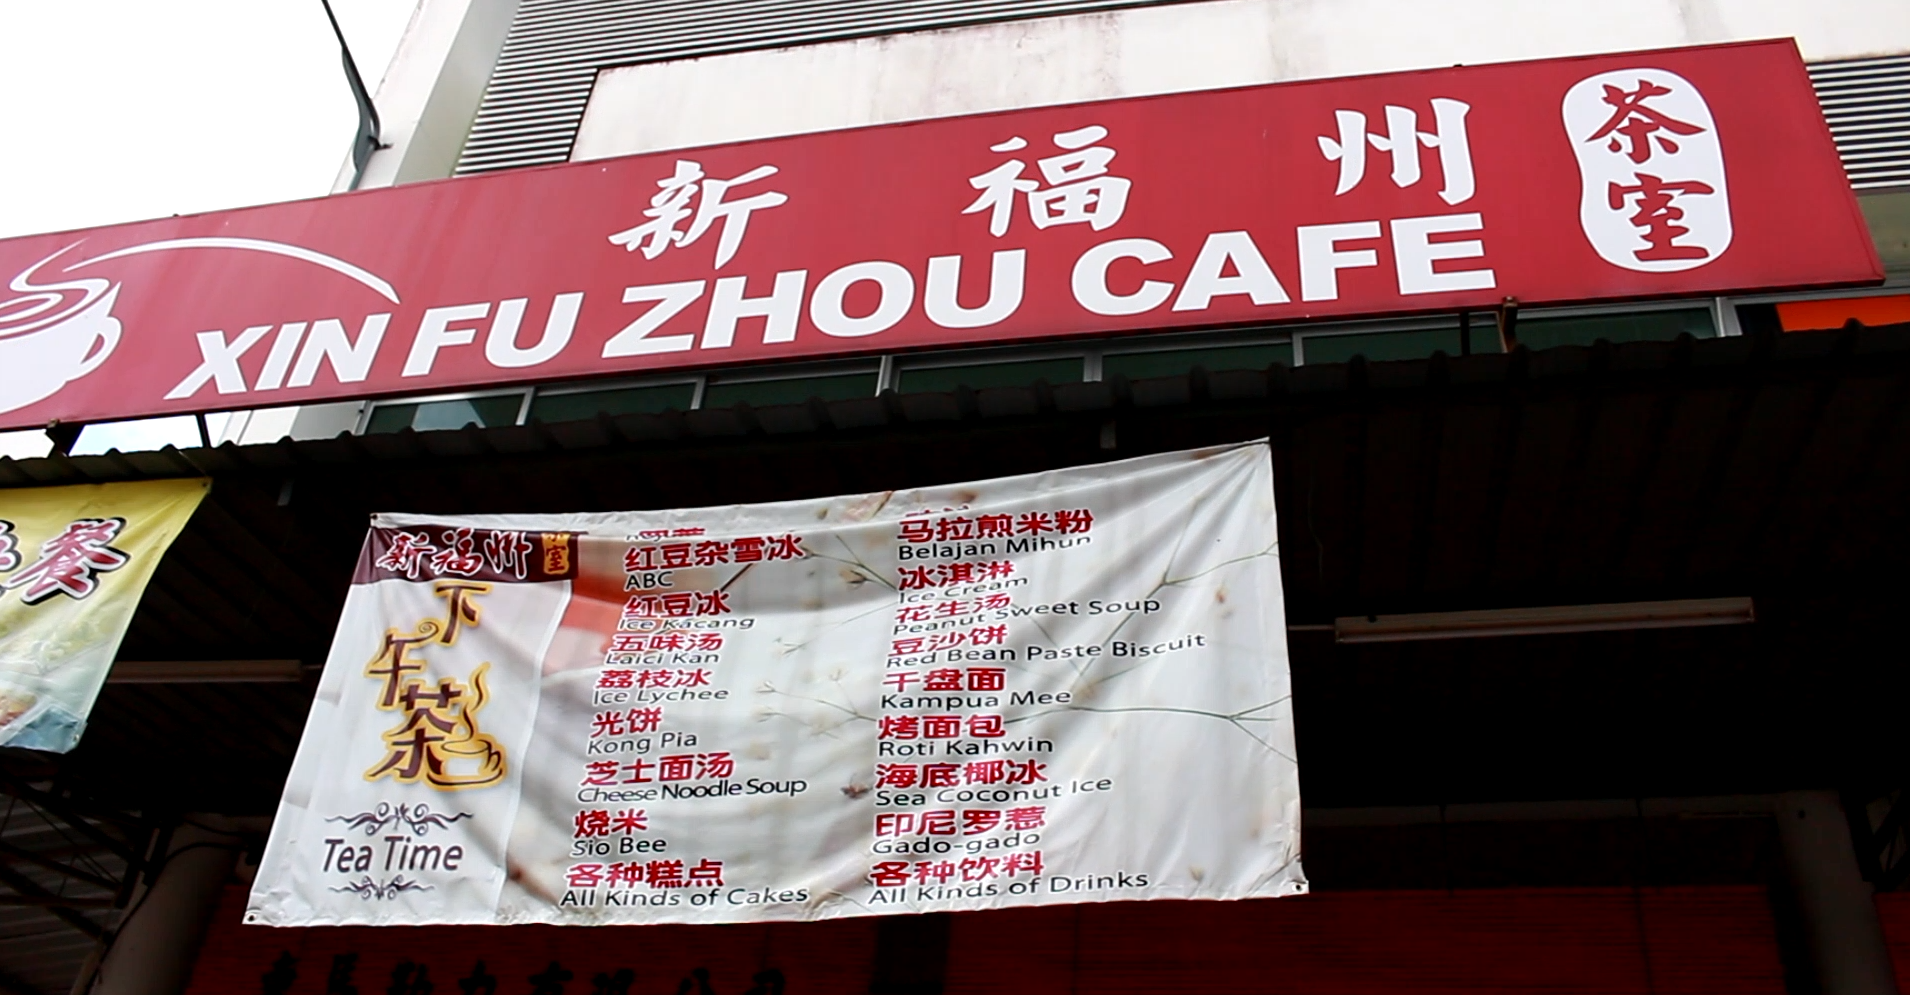 新福州
茶室
XIN FU ZHOU CAFE
新福州
下午茶
Tea Time
红豆杂雪冰
ABC
红豆冰
Ice Kacang
五味汤
Laici Kan
荔枝冰
Ice Lychee
光饼
Kong Pia
芝士面汤
Cheese Noodle Soup
烧米
Sio Bee
各种糕点
All Kinds of Cakes
马拉煎米粉
Belajan Mihun
冰淇淋
Ice Cream
花生汤
Peanut Sweet Soup
豆沙饼
Red Bean Paste Biscuit
干盘面
Kampua Mee
烤面包
Roti Kahwin
海底椰冰
Sea Coconut Ice
印尼罗惹
Gado-gado
各种饮料
All Kinds of Drinks
餐